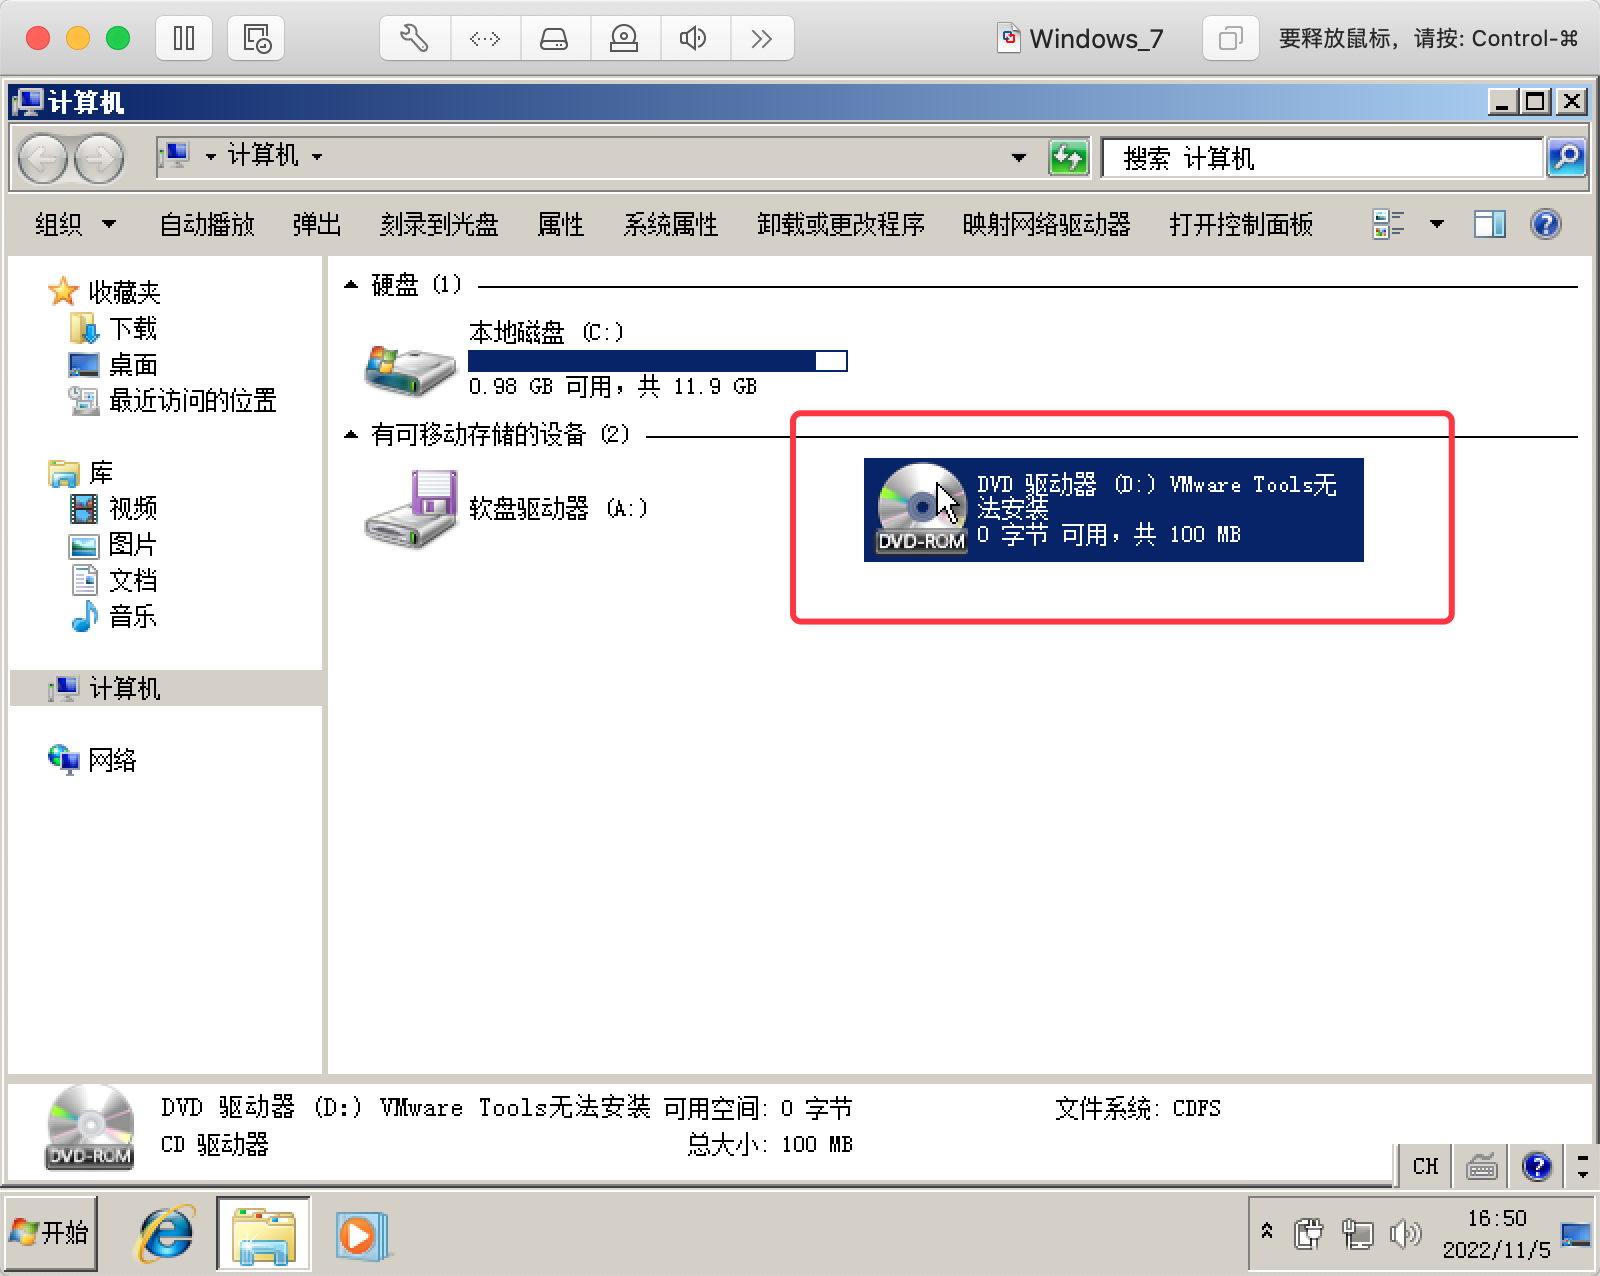 Windows_7
要释放鼠标，请按: Control-⌘
计算机
计算机
搜索 计算机
组织
自动播放
弹出
刻录到光盘
属性
系统属性
卸载或更改程序
映射网络驱动器
打开控制面板
收藏夹
下载
桌面
最近访问的位置
库
视频
图片
文档
音乐
计算机
网络
硬盘 (1)
本地磁盘 (C:)
0.98 GB 可用，共 11.9 GB
有可移动存储的设备 (2)
软盘驱动器 (A:)
DVD 驱动器 (D:) VMware Tools无
法安装
0 字节 可用，共 100 MB
DVD-ROM
DVD 驱动器 (D:) VMware Tools无法安装 可用空间: 0 字节
文件系统: CDFS
CD 驱动器
总大小: 100 MB
DVD-ROM
CH
开始
16:50
2022/11/5